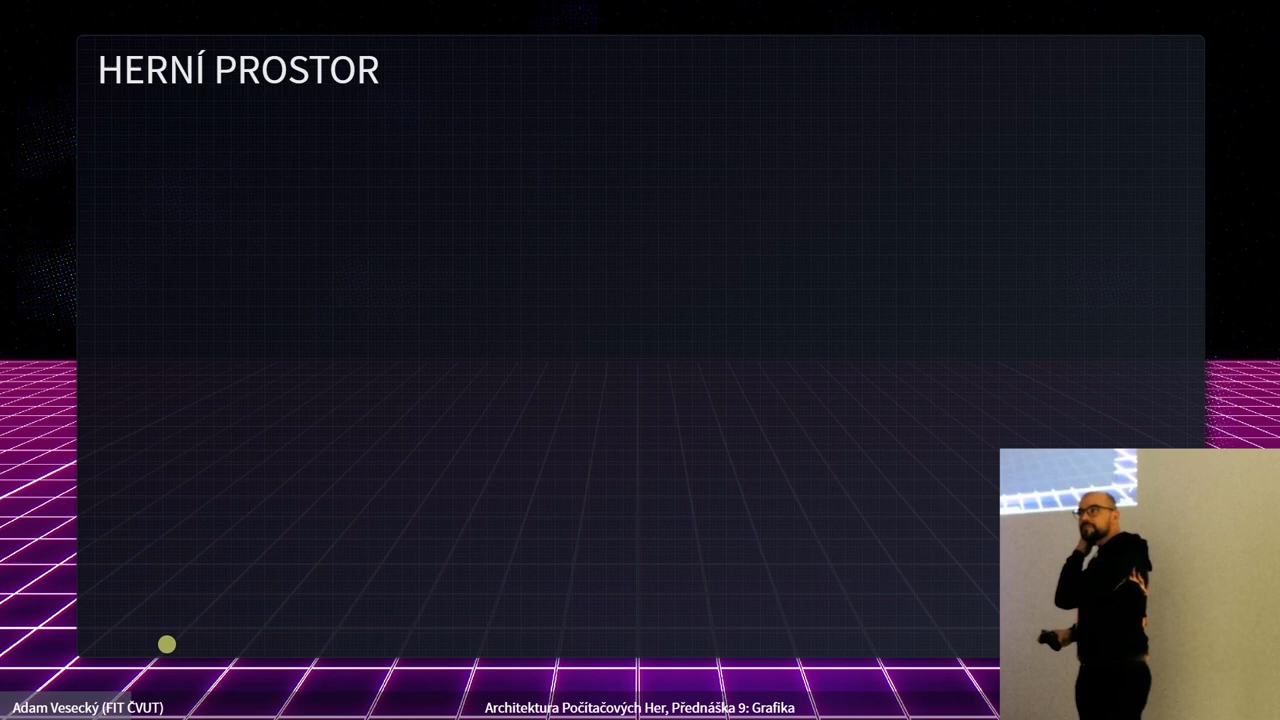 HERNÍ PROSTOR
Adam Vesecký (FIT ČVUT)
Architektura Počítačových Her, Přednáška 9: Grafika